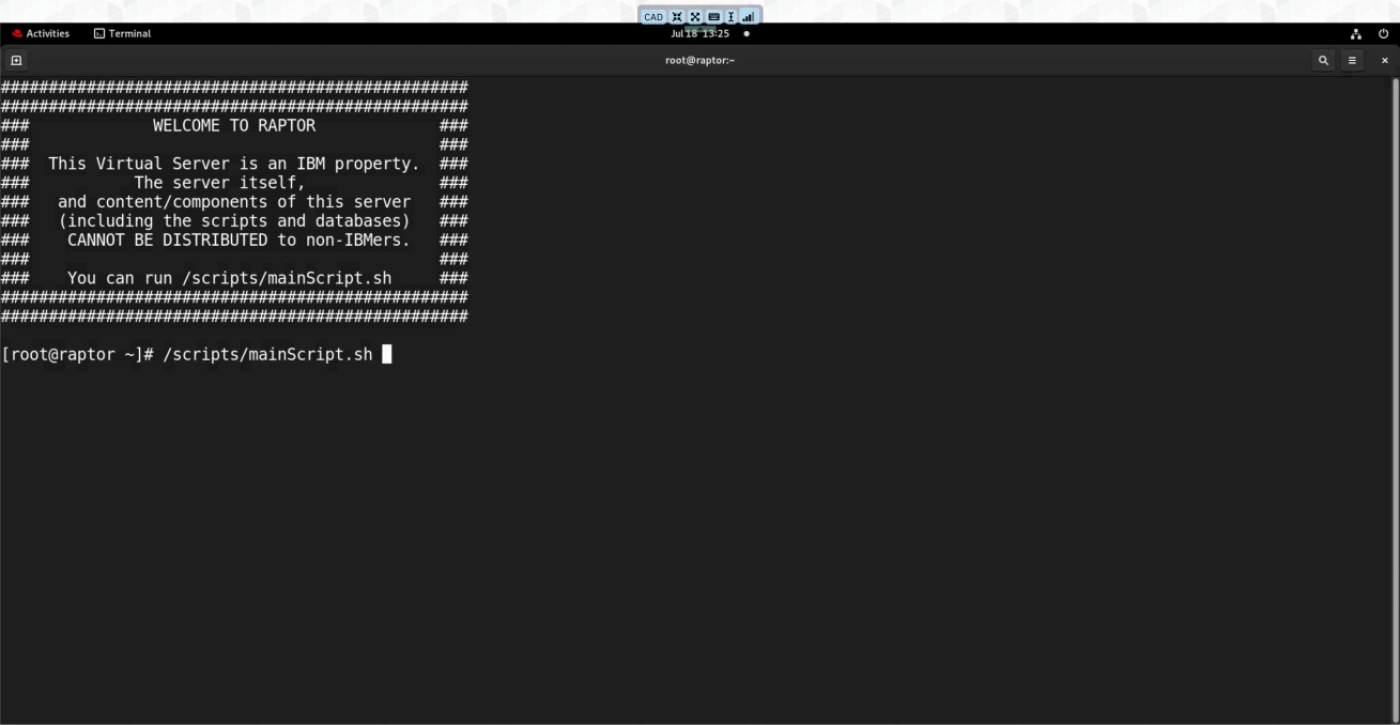 CAD
Activities Terminal Jul 18 13:25
root@raptor:~
#################################################
#################################################
### WELCOME TO RAPTOR ###
### ###
### This Virtual Server is an IBM property. ###
### The server itself, ###
### and content/components of this server ###
### (including the scripts and databases) ###
### CANNOT BE DISTRIBUTED to non-IBMers. ###
### ###
### You can run /scripts/mainScript.sh ###
#################################################
#################################################
[root@raptor ~]# /scripts/mainScript.sh